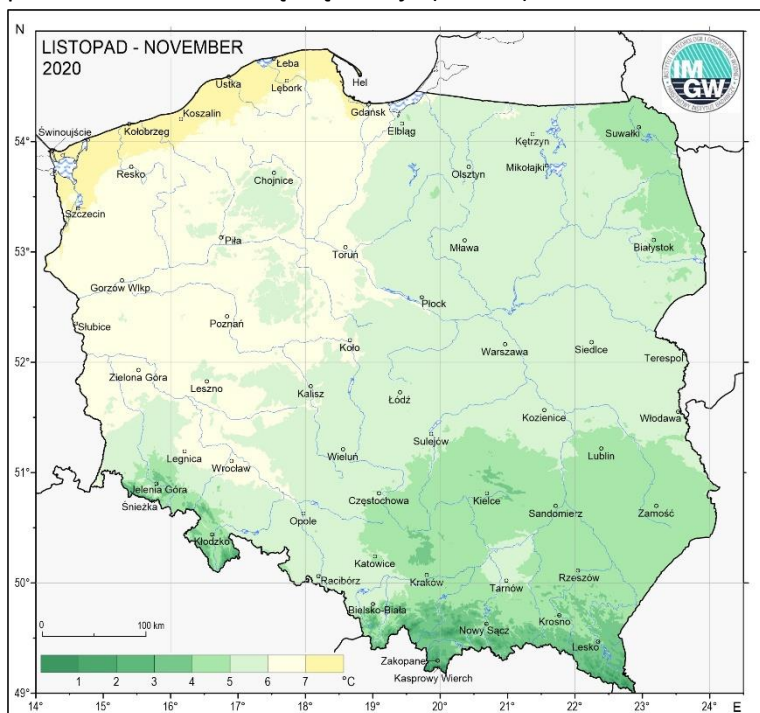 N
LISTOPAD - NOVEMBER
2020
IMGW
Łeba
Ustka
Hel
Lębork
Koszalin
Gdańsk
Świnoujście
Kołobrzeg
54°
Elbląg
Kętrzyn
Suwałki
Resko
Chojnice
Olsztyn
Mikołajki
Szczecin
Piła
Toruń
Mława
Białystok
53°
Gorzów Wlkp.
Płock
Słubice
Poznań
Koło
Warszawa
Siedlce
Terespol
52°
Zielona Góra
Leszno
Kalisz
Łódź
Kozienice
Włodawa
Sulejów
Legnica
Wrocław
Wieluń
Lublin
51°
Jelenia Góra
Śnieżka
Częstochowa
Kielce
Sandomierz
Zamość
Opole
Kłodzko
Katowice
50°
Racibórz
Kraków
Tarnów
Rzeszów
Bielsko-Biała
Nowy Sącz
Krosno
Lesko
0 100 km
Zakopane
Kasprowy Wierch
1 2 3 4 5 6 7 °C
49°
14° 15° 16° 17° 18° 19° 20° 21° 22° 23° 24° E